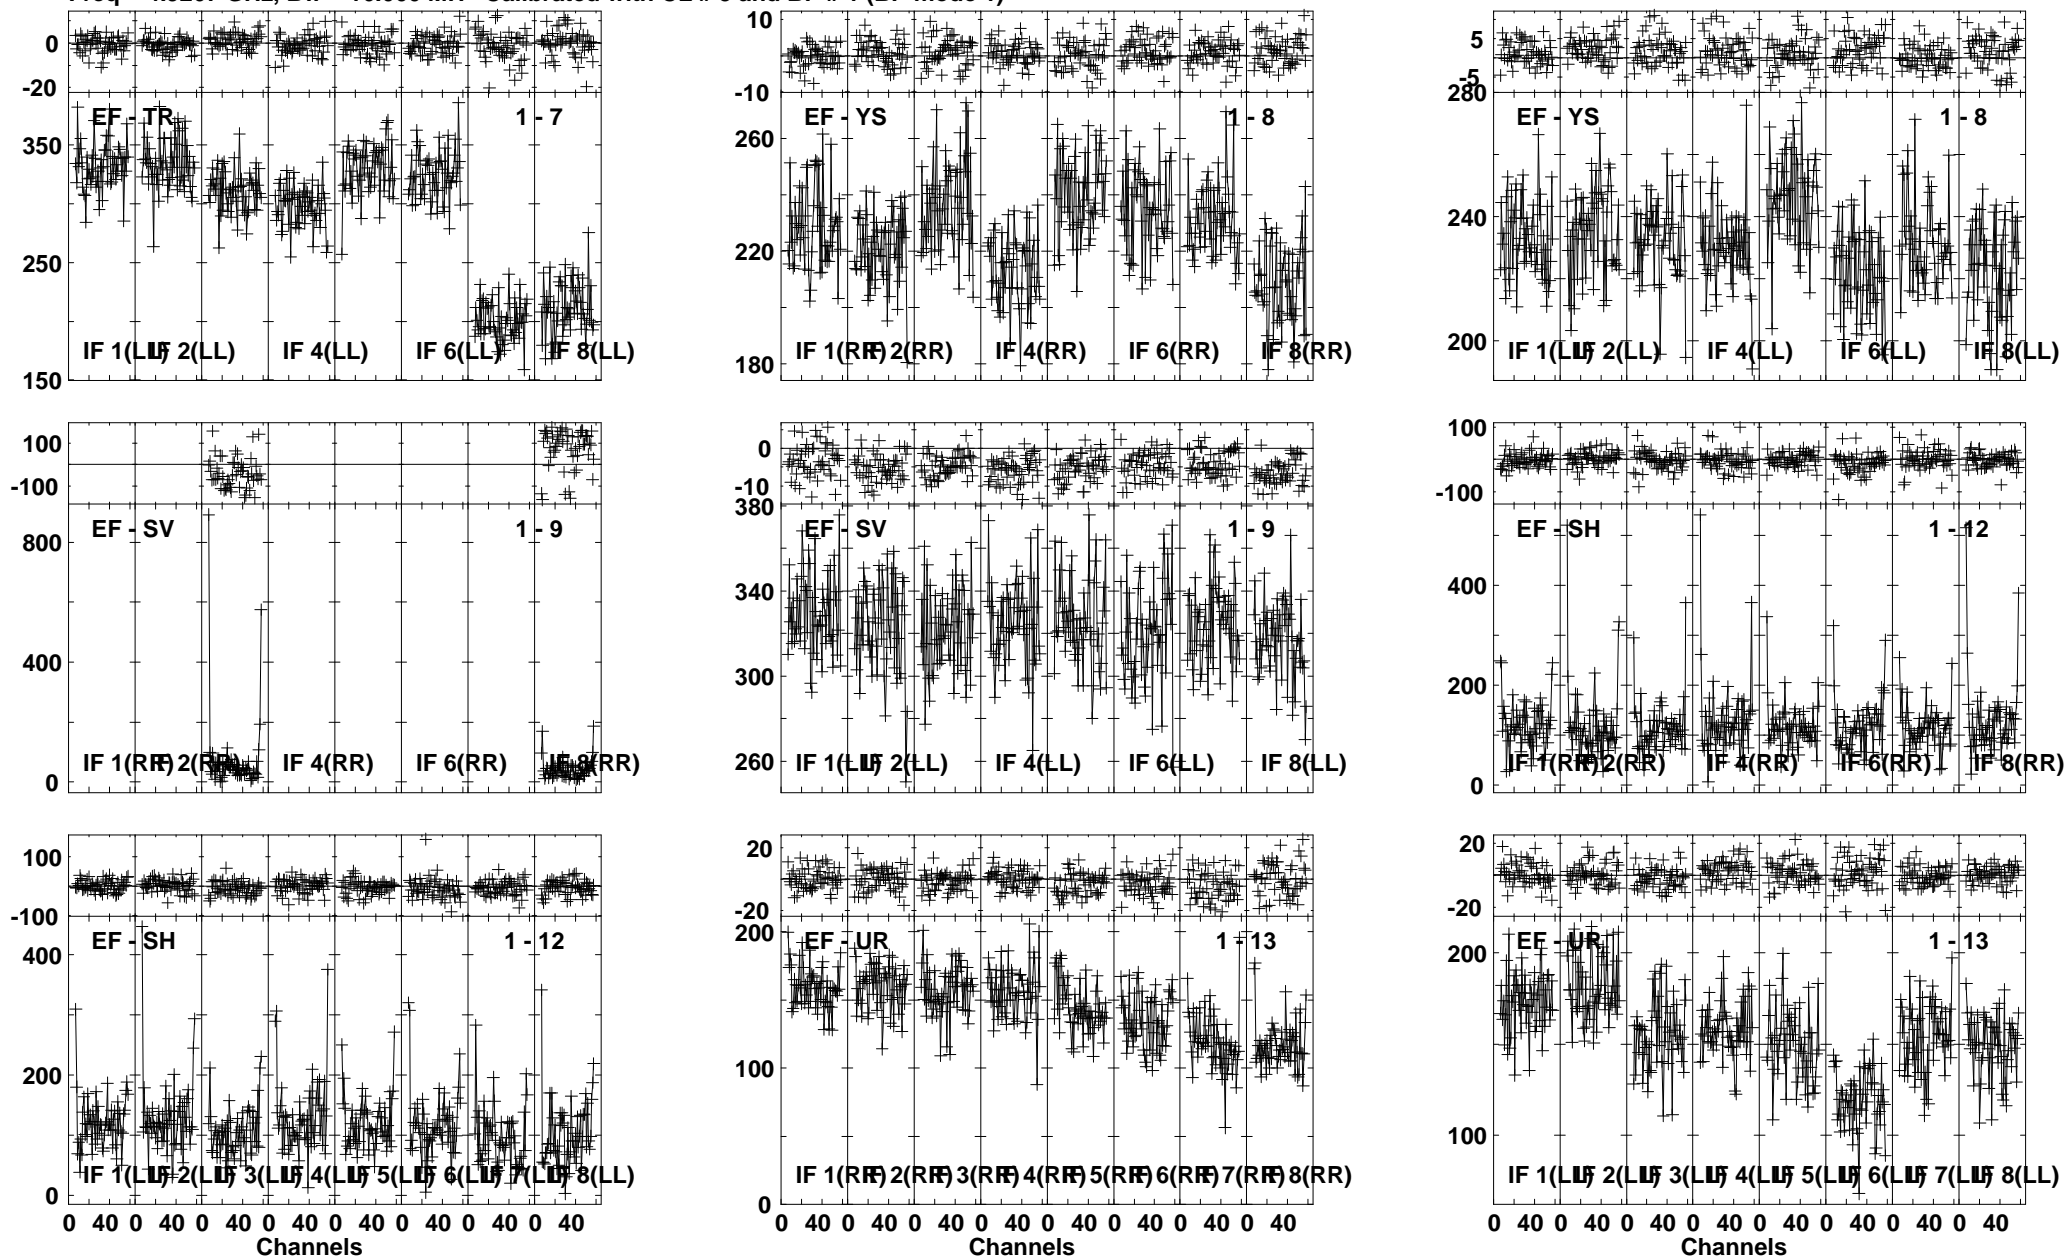 0
-20
EF - TR
1 - 7
350
250
150
IF 1(LL) IF 2(LL) IF 4(LL) IF 6(LL) IF 8(LL)
10
-10
EF - YS
1 - 8
260
220
180
IF 1(RR) IF 2(RR) IF 4(RR) IF 6(RR) IF 8(RR)
5
-5
280
EF - YS
1 - 8
240
200
IF 1(LL) IF 2(LL) IF 4(LL) IF 6(LL) IF 8(LL)
100
-100
EF - SV
1 - 9
800
400
0
IF 1(RR) IF 2(RR) IF 4(RR) IF 6(RR) IF 8(RR)
0
-10
380
EF - SV
1 - 9
340
300
260
IF 1(LL) IF 2(LL) IF 4(LL) IF 6(LL) IF 8(LL)
100
-100
EF - SH
1 - 12
400
200
0
IF 1(RR) IF 2(RR) IF 4(RR) IF 6(RR) IF 8(RR)
100
-100
EF - SH
1 - 12
400
200
0
IF 1(LL) IF 2(LL) IF 3(LL) IF 4(LL) IF 5(LL) IF 6(LL) IF 7(LL) IF 8(LL)
0 40 0 40 0 40 0 40 0 40 0 40 0 40 0 40
Channels
20
-20
EF - UR
1 - 13
200
100
0
IF 1(RR) IF 2(RR) IF 3(RR) IF 4(RR) IF 5(RR) IF 6(RR) IF 7(RR) IF 8(RR)
0 40 0 40 0 40 0 40 0 40 0 40 0 40 0 40
20
-20
EF - UR
1 - 13
200
100
IF 1(LL) IF 2(LL) IF 3(LL) IF 4(LL) IF 5(LL) IF 6(LL) IF 7(LL) IF 8(LL)
0 40 0 40 0 40 0 40 0 40 0 40 0 40 0 40
Channels